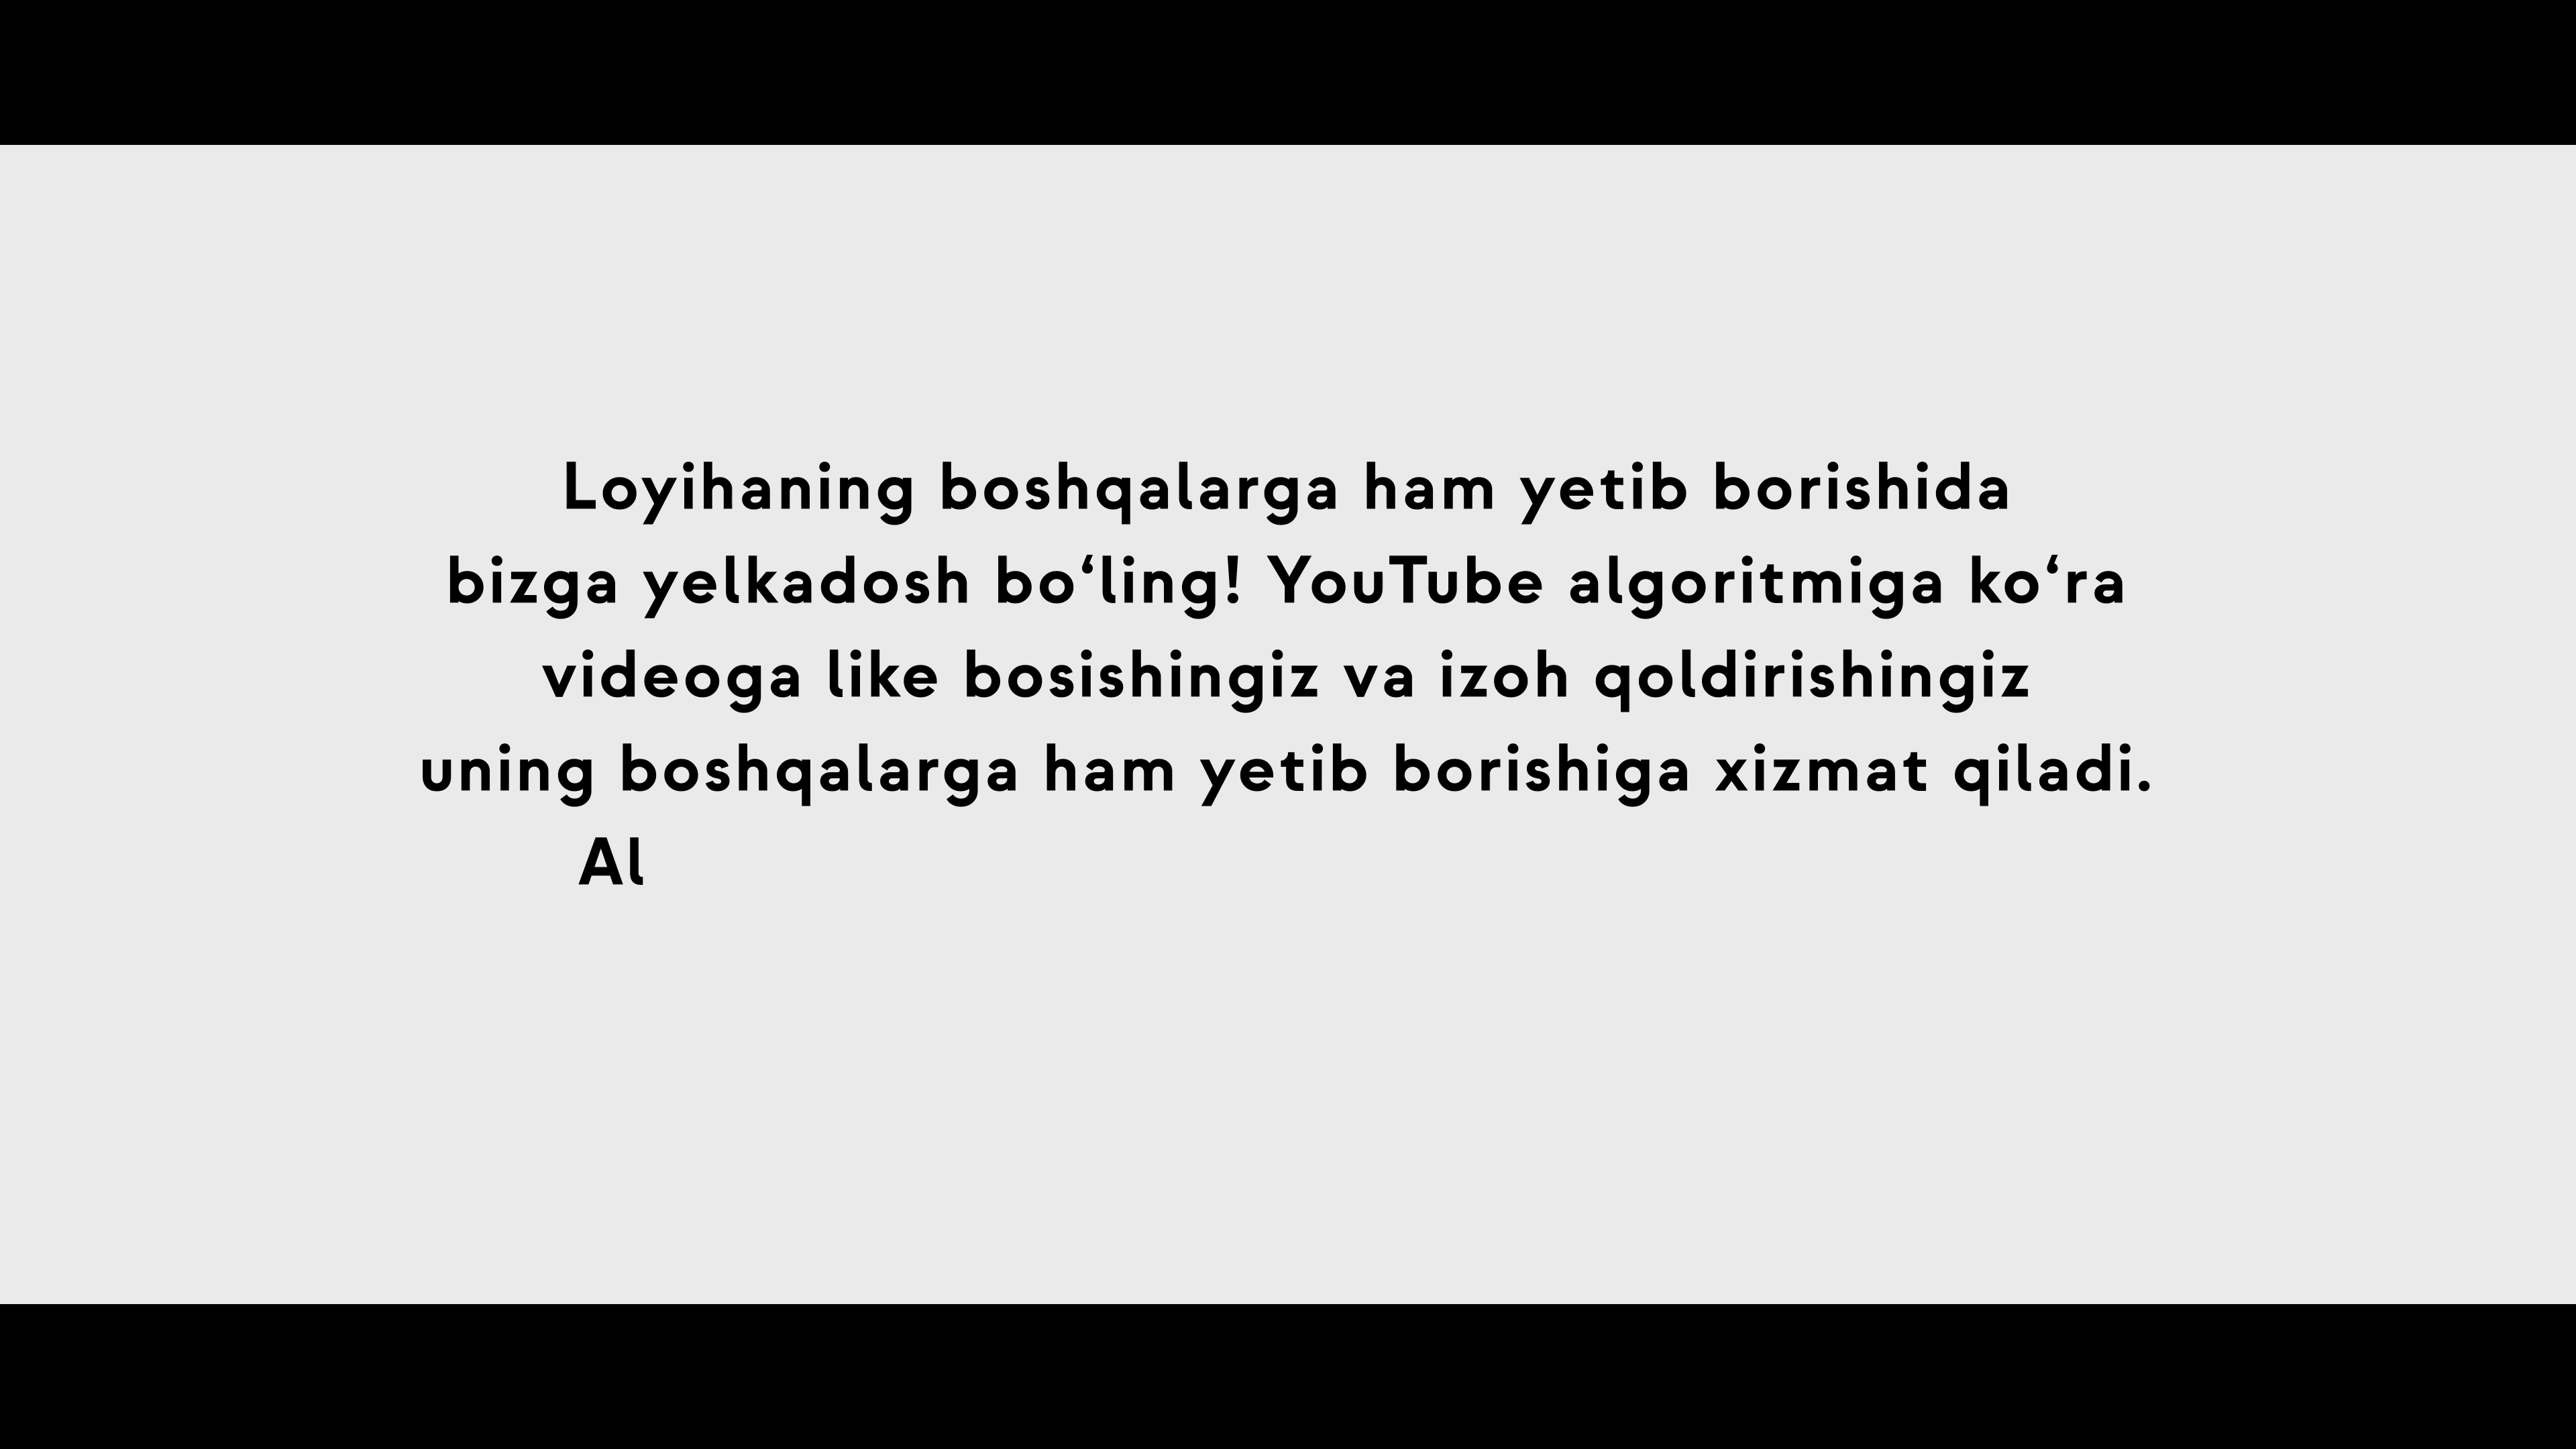 Loyihaning boshqalarga ham yetib borishida
bizga yelkadosh bo‘ling! YouTube algoritmiga ko‘ra
videoga like bosishingiz va izoh qoldirishingiz
uning boshqalarga ham yetib borishiga xizmat qiladi.
Al